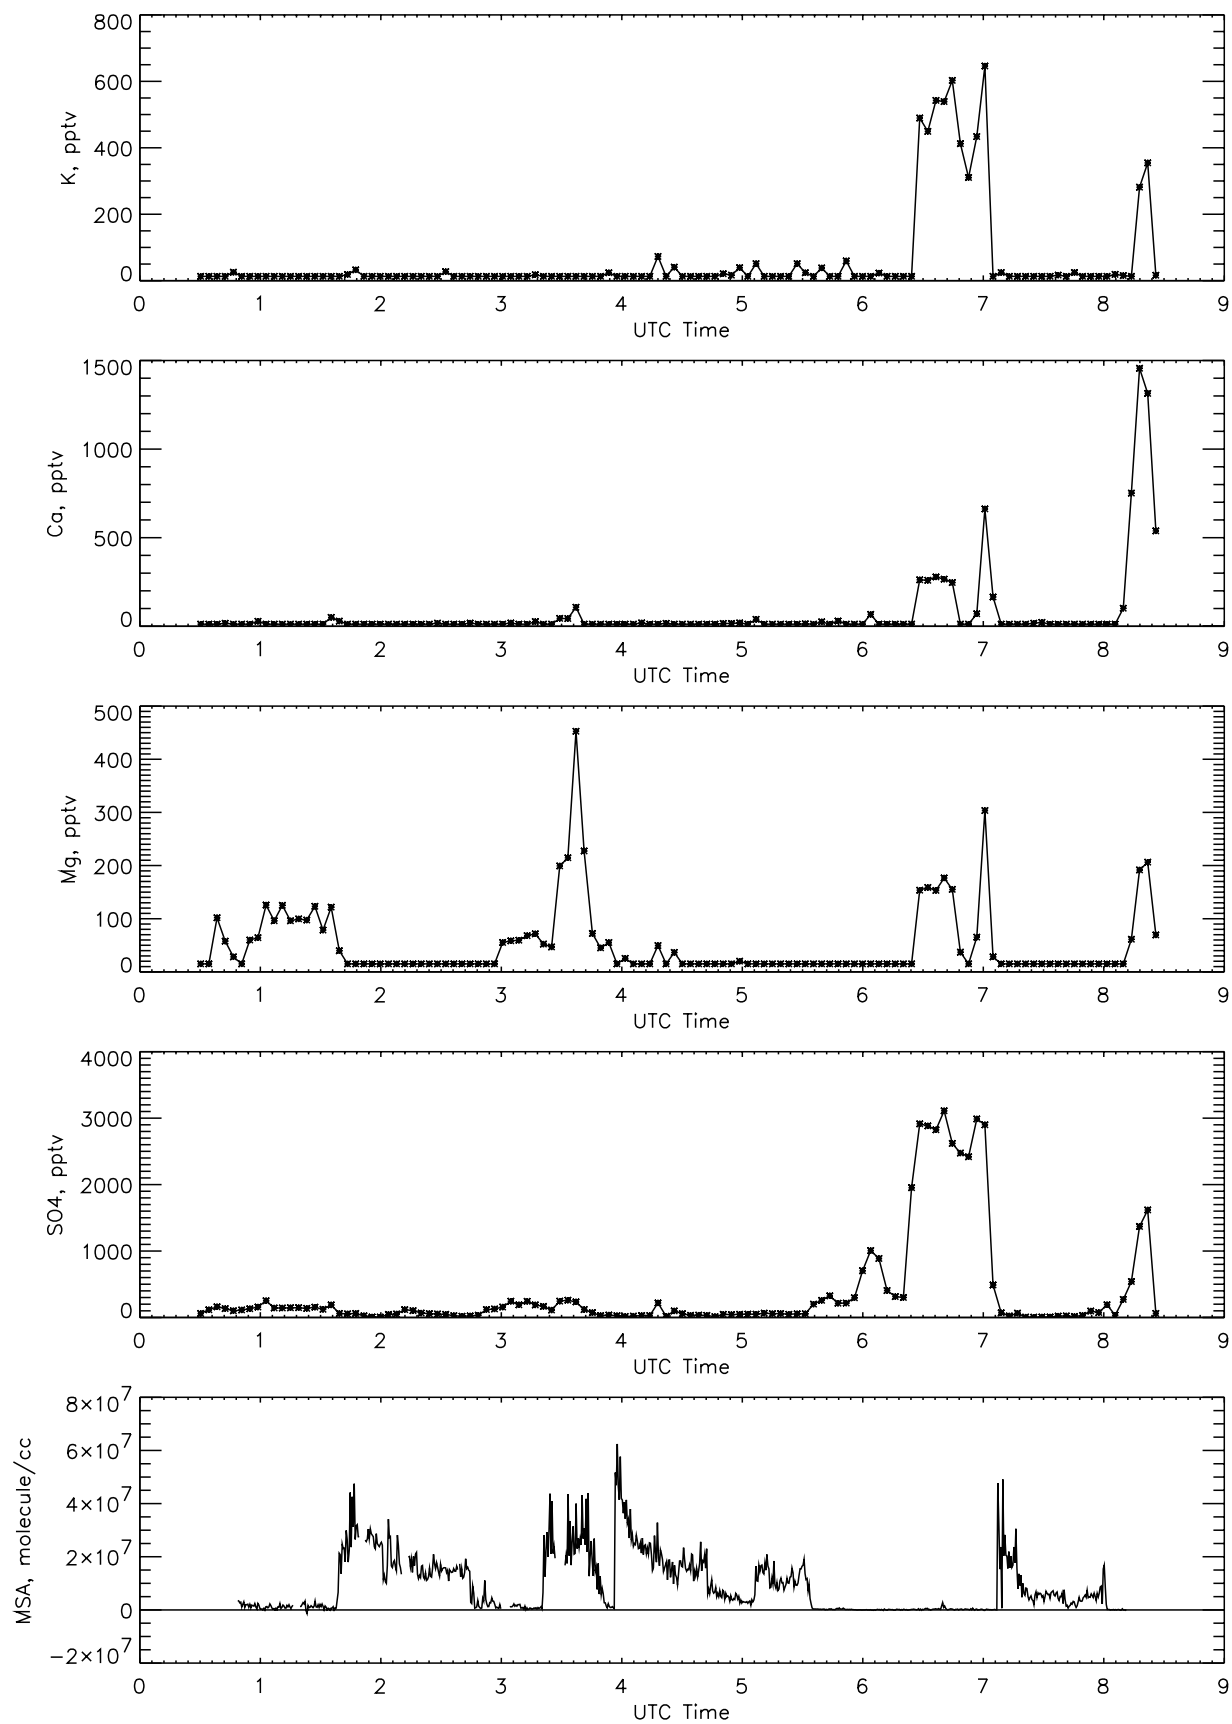 800
600
400
200
0
K, pptv
0 1 2 3 4 5 6 7 8 9
UTC Time
1500
1000
500
0
Ca, pptv
0 1 2 3 4 5 6 7 8 9
UTC Time
500
400
300
200
100
0
Mg, pptv
0 1 2 3 4 5 6 7 8 9
UTC Time
4000
3000
2000
1000
0
SO4, pptv
0 1 2 3 4 5 6 7 8 9
UTC Time
8×10⁷
6×10⁷
4×10⁷
2×10⁷
0
−2×10⁷
MSA, molecule/cc
0 1 2 3 4 5 6 7 8 9
UTC Time